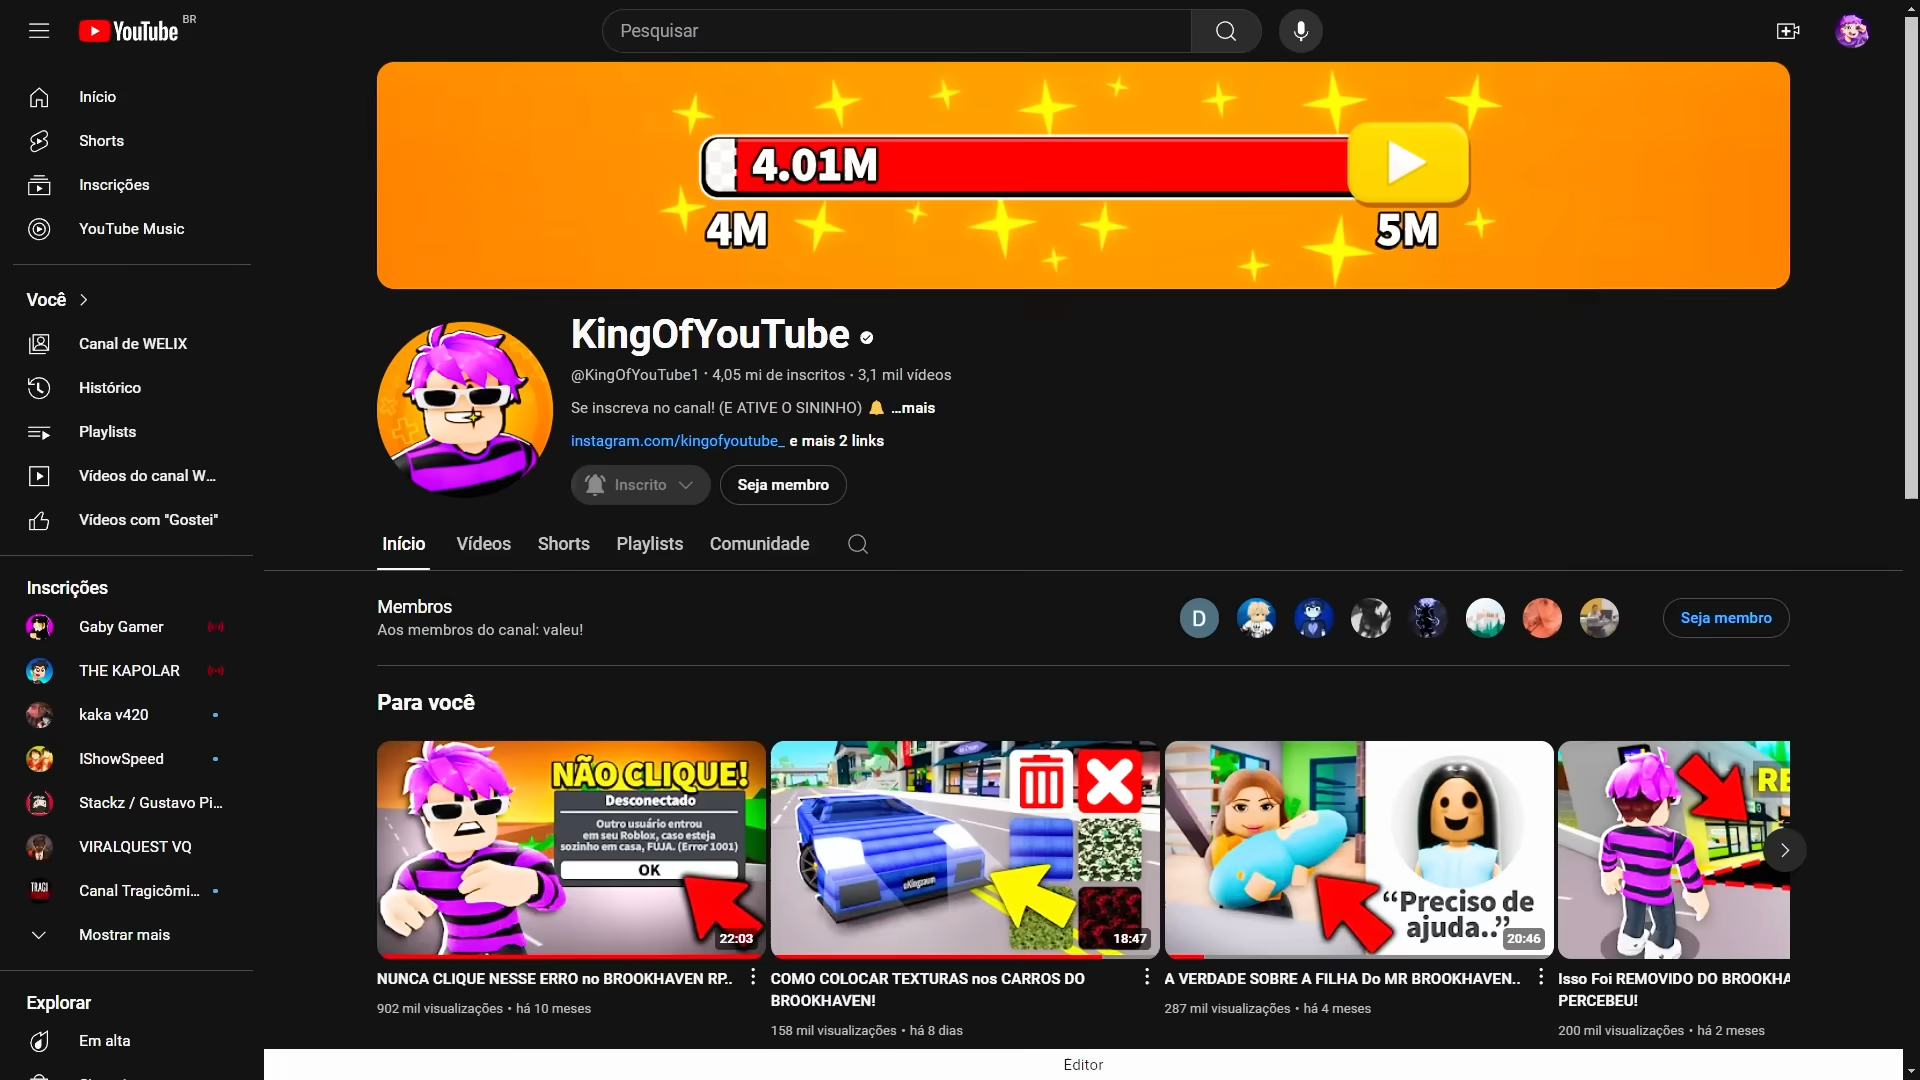 YouTube BR
Pesquisar
Início
Shorts
Inscrições
YouTube Music
Você
Canal de WELIX
Histórico
Playlists
Vídeos do canal W...
Vídeos com "Gostei"
Inscrições
Gaby Gamer
THE KAPOLAR
kaka v420
IShowSpeed
Stackz / Gustavo Pi...
VIRALQUEST VQ
TRAGI
Canal Tragicômi...
Mostrar mais
Explorar
Em alta
4.01M
4M
5M
KingOfYouTube
@KingOfYouTube1 · 4,05 mi de inscritos · 3,1 mil vídeos
Se inscreva no canal! (E ATIVE O SININHO) 🔔 ...mais
instagram.com/kingofyoutube_ e mais 2 links
Inscrito
Seja membro
Início
Vídeos
Shorts
Playlists
Comunidade
Membros
Aos membros do canal: valeu!
D
Seja membro
Para você
NÃO CLIQUE!
Desconectado
Outro usuário entrou
em seu Roblox, caso esteja
sozinho em casa, FUJA. (Error 1001)
OK
22:03
NUNCA CLIQUE NESSE ERRO no BROOKHAVEN RP..
902 mil visualizações • há 10 meses
18:47
COMO COLOCAR TEXTURAS nos CARROS DO
BROOKHAVEN!
158 mil visualizações • há 8 dias
“Preciso de
ajuda..”
20:46
A VERDADE SOBRE A FILHA Do MR BROOKHAVEN..
287 mil visualizações • há 4 meses
RE
Isso Foi REMOVIDO DO BROOKHA
PERCEBEU!
200 mil visualizações • há 2 meses
Editor